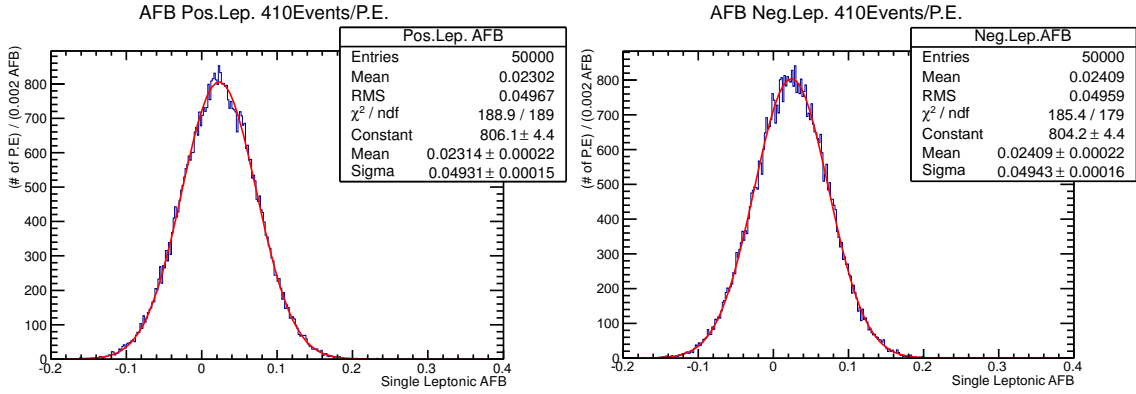 AFB Pos.Lep. 410Events/P.E.
Pos.Lep. AFB
Entries 50000
Mean 0.02302
RMS 0.04967
χ² / ndf 188.9 / 189
Constant 806.1 ± 4.4
Mean 0.02314 ± 0.00022
Sigma 0.04931 ± 0.00015
(# of P.E) / (0.002 AFB)
800
700
600
500
400
300
200
100
0
-0.2 -0.1 0 0.1 0.2 0.3 0.4
Single Leptonic AFB
AFB Neg.Lep. 410Events/P.E.
Neg.Lep.AFB
Entries 50000
Mean 0.02409
RMS 0.04959
χ² / ndf 185.4 / 179
Constant 804.2 ± 4.4
Mean 0.02409 ± 0.00022
Sigma 0.04943 ± 0.00016
(# of P.E) / (0.002 AFB)
800
700
600
500
400
300
200
100
0
-0.2 -0.1 0 0.1 0.2 0.3 0.4
Single Leptonic AFB